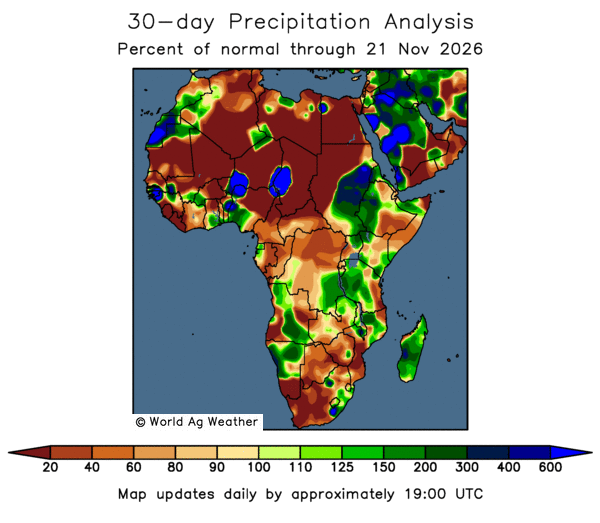 30-day Precipitation Analysis
Percent of normal through 21 Nov 2026
© World Ag Weather
20 40 60 80 90 100 110 125 150 200 300 400 600
Map updates daily by approximately 19:00 UTC